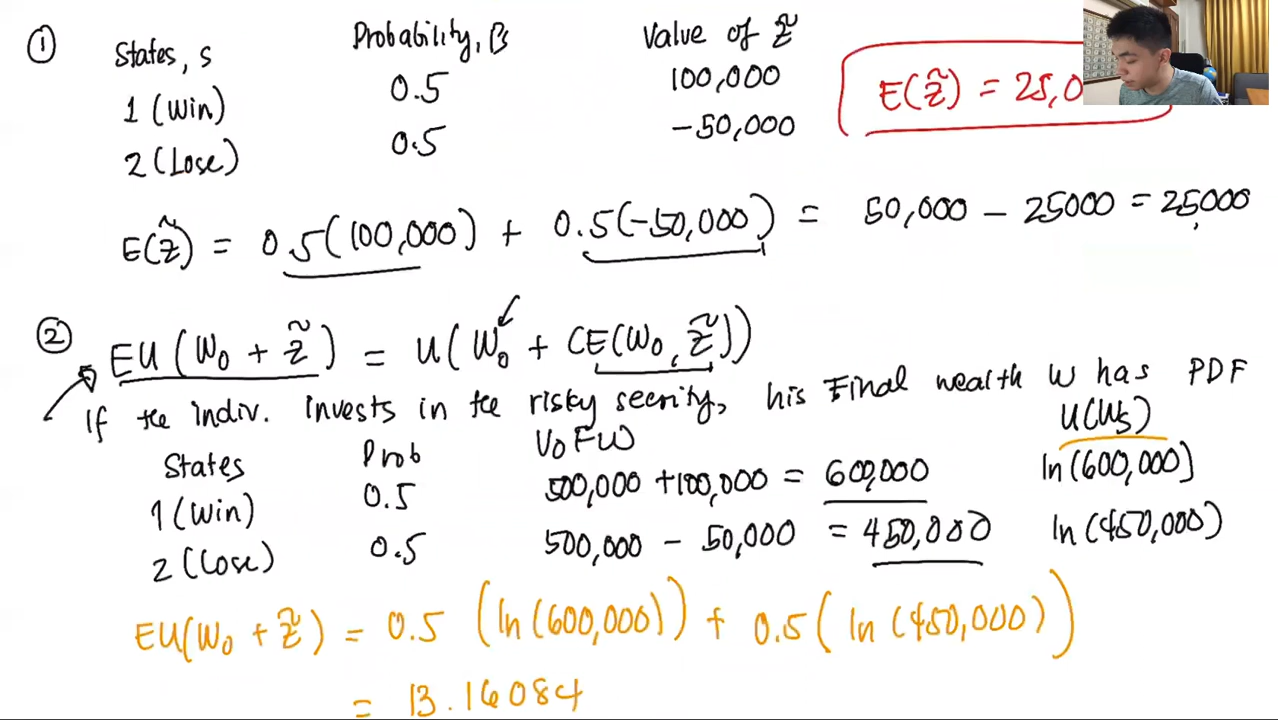 ① States, s Probability, Ps Value of z̃
1 (Win) 0.5 100,000
2 (Lose) 0.5 -50,000
E(z̃) = 25,0
E(z̃) = 0.5(100,000) + 0.5(-50,000) = 50,000 - 25000 = 25,000
② EU(W₀ + z̃) = U(W₀ + CE(W₀, z̃))
If the indiv. invests in the risky security, his Final wealth W has PDF
States Prob VoFW U(Ws)
1 (Win) 0.5 500,000 +100,000 = 600,000 ln(600,000)
2 (Lose) 0.5 500,000 - 50,000 = 450,000 ln(450,000)
EU(W₀ + z̃) = 0.5 (ln(600,000)) + 0.5(ln(450,000))
= 13.16084